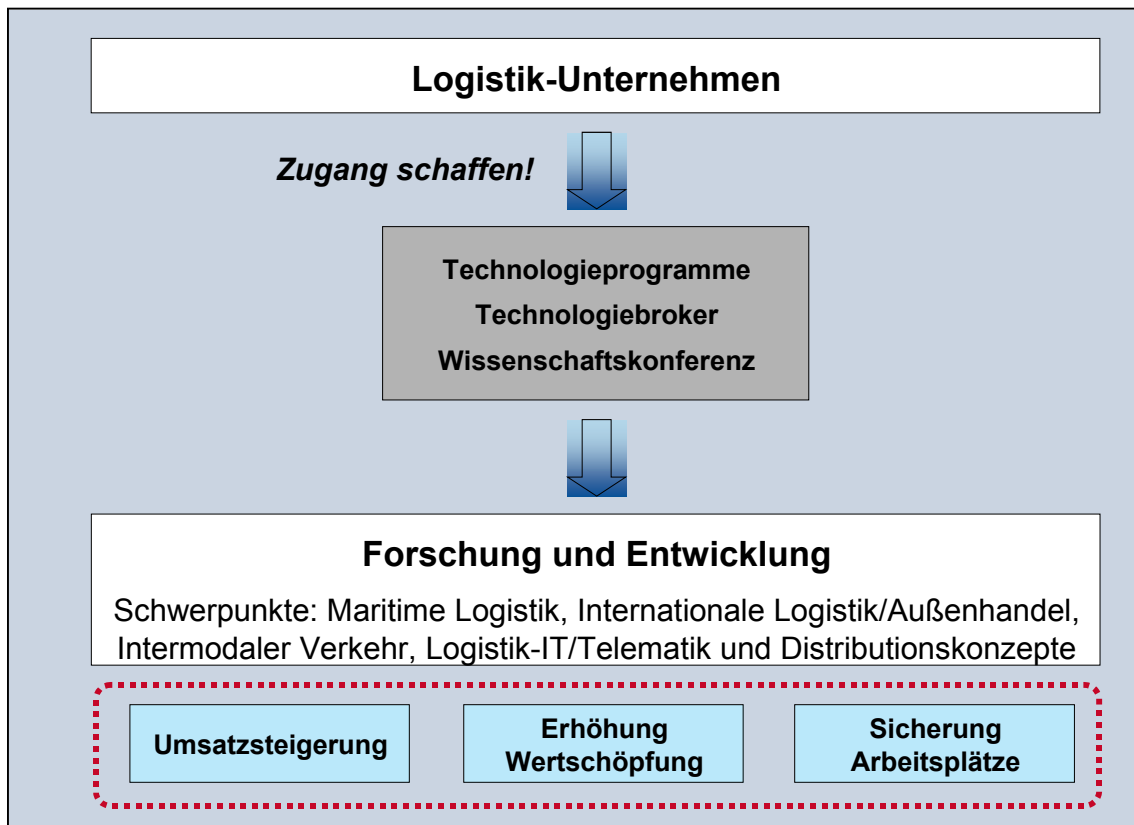 Logistik-Unternehmen
Zugang schaffen!
Technologieprogramme
Technologiebroker
Wissenschaftskonferenz
Forschung und Entwicklung
Schwerpunkte: Maritime Logistik, Internationale Logistik/Außenhandel,
Intermodaler Verkehr, Logistik-IT/Telematik und Distributionskonzepte
Umsatzsteigerung
Erhöhung
Wertschöpfung
Sicherung
Arbeitsplätze